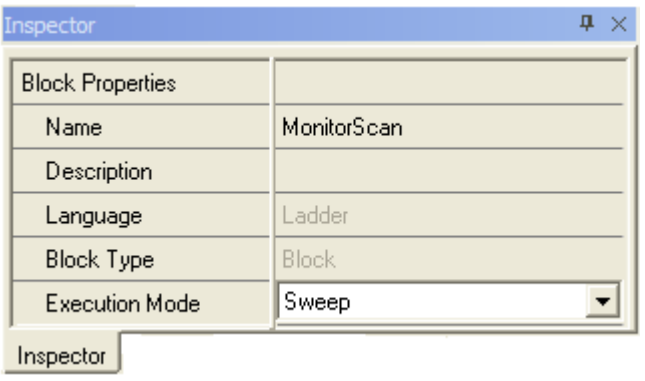 Inspector
Block Properties
Name MonitorScan
Description
Language Ladder
Block Type Block
Execution Mode Sweep
Inspector